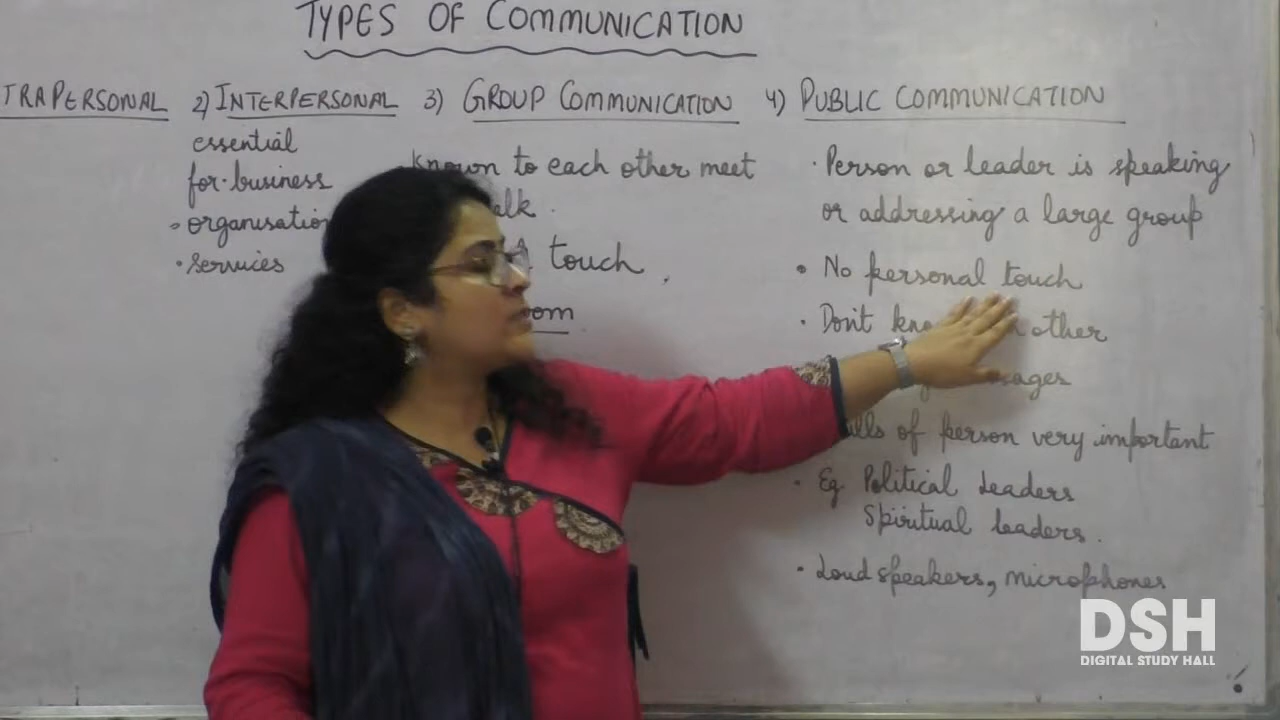 TYPES OF COMMUNICATION
TRAPERSONAL
2) INTERPERSONAL
essential
for business
• organisation
• services
3) GROUP COMMUNICATION
known to each other meet
touch.
4) PUBLIC COMMUNICATION
• Person or leader is speaking
or addressing a large group
• No personal touch
• Don't other
of person very important
• Eg Political Leaders
Spiritual leaders.
• Loud speakers, microphones
DSH
DIGITAL STUDY HALL